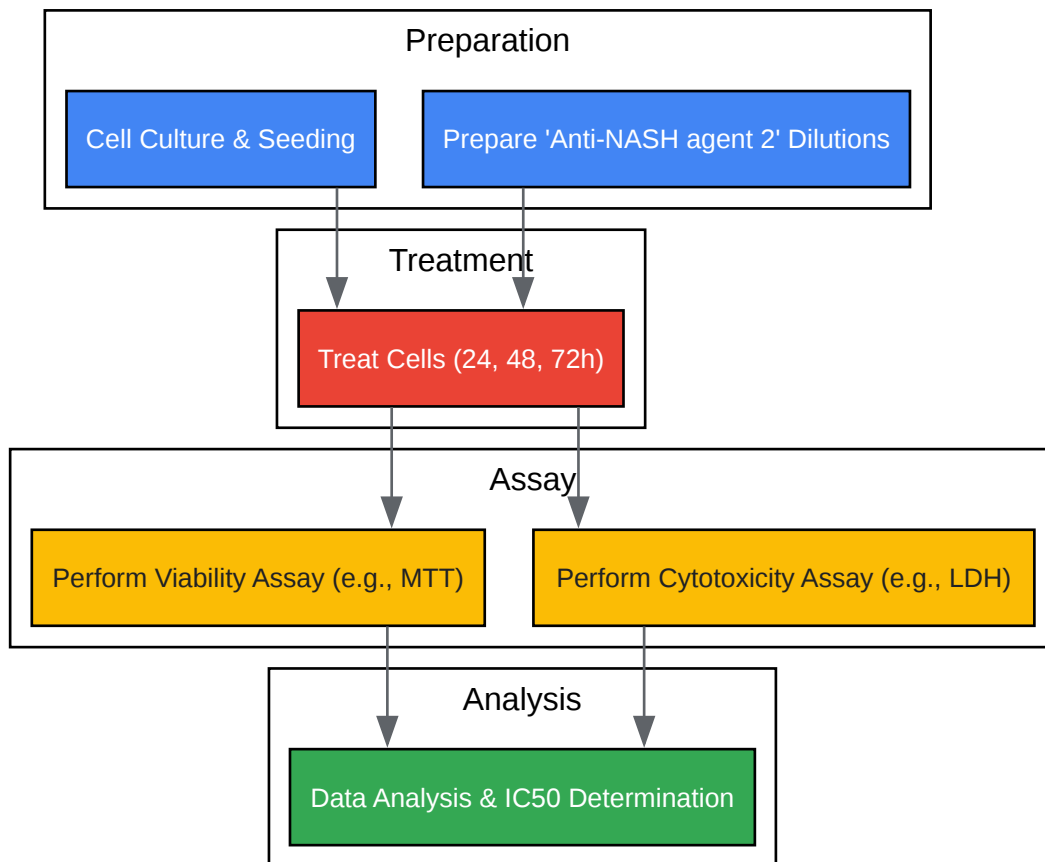 Preparation
Cell Culture & Seeding
Prepare 'Anti-NASH agent 2' Dilutions
Treatment
Treat Cells (24, 48, 72h)
Assay
Perform Viability Assay (e.g., MTT)
Perform Cytotoxicity Assay (e.g., LDH)
Analysis
Data Analysis & IC50 Determination